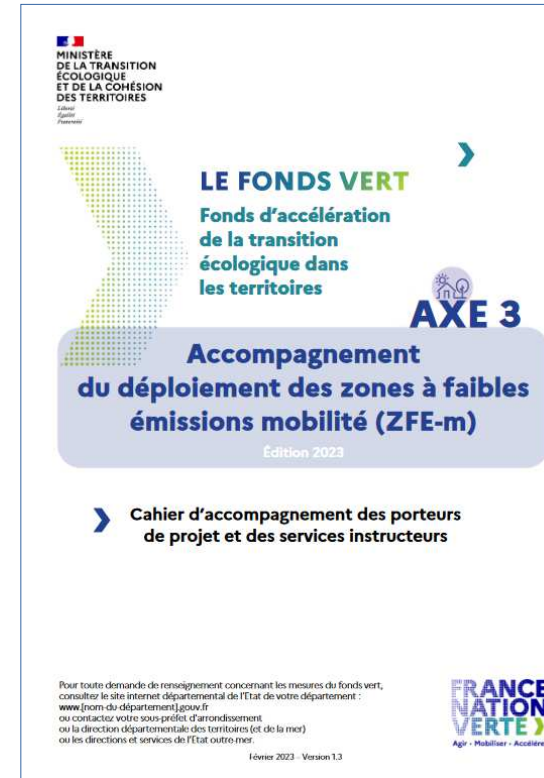 MINISTÈRE
DE LA TRANSITION
ÉCOLOGIQUE
ET DE LA COHÉSION
DES TERRITOIRES
Liberté
Égalité
Fraternité
LE FONDS VERT
Fonds d'accélération
de la transition
écologique dans
les territoires
AXE 3
Accompagnement
du déploiement des zones à faibles
émissions mobilité (ZFE-m)
Édition 2023
Cahier d'accompagnement des porteurs
de projet et des services instructeurs
Pour toute demande de renseignement concernant les mesures du fonds vert,
consultez le site internet départemental de l'Etat de votre département :
www.[nom-du-département].gouv.fr
ou contactez votre sous-préfet d'arrondissement
ou la direction départementale des territoires (et de la mer)
ou les directions et services de l'Etat outre-mer.
Février 2023 - Version 1.3
FRANCE
NATION
VERTE
Agir • Mobiliser • Accélérer